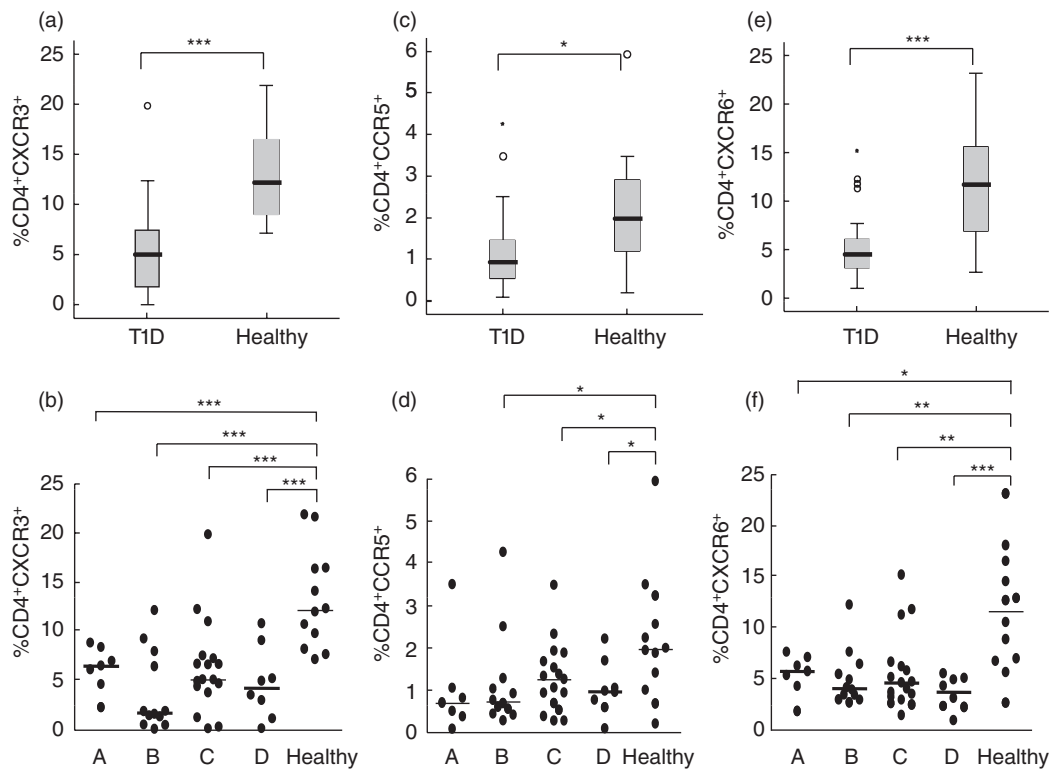 (a)
***
25
20
15
10
5
0
%CD4⁺CXCR3⁺
T1D Healthy
(c)
*
6
5
4
3
2
1
0
%CD4⁺CCR5⁺
T1D Healthy
(e)
***
25
20
15
10
5
0
%CD4⁺CXCR6⁺
T1D Healthy
(b)
***
***
***
***
25
20
15
10
5
0
%CD4⁺CXCR3⁺
A B C D Healthy
(d)
*
*
*
6
5
4
3
2
1
0
%CD4⁺CCR5⁺
A B C D Healthy
(f)
*
**
**
***
25
20
15
10
5
0
%CD4⁺CXCR6⁺
A B C D Healthy